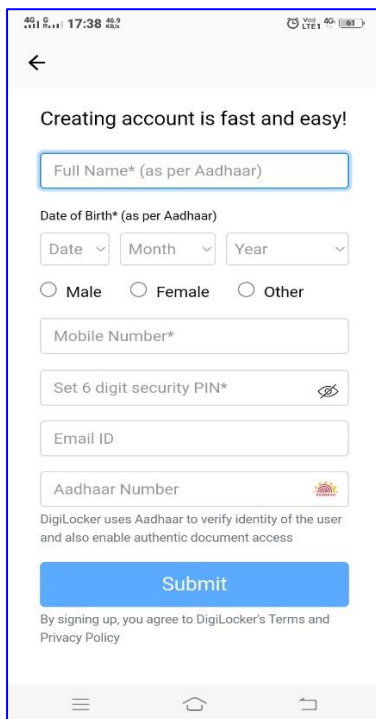 17:38
61
Creating account is fast and easy!
Full Name* (as per Aadhaar)
Date of Birth* (as per Aadhaar)
Date Month Year
Male Female Other
Mobile Number*
Set 6 digit security PIN*
Email ID
Aadhaar Number
DigiLocker uses Aadhaar to verify identity of the user
and also enable authentic document access
Submit
By signing up, you agree to DigiLocker's Terms and
Privacy Policy